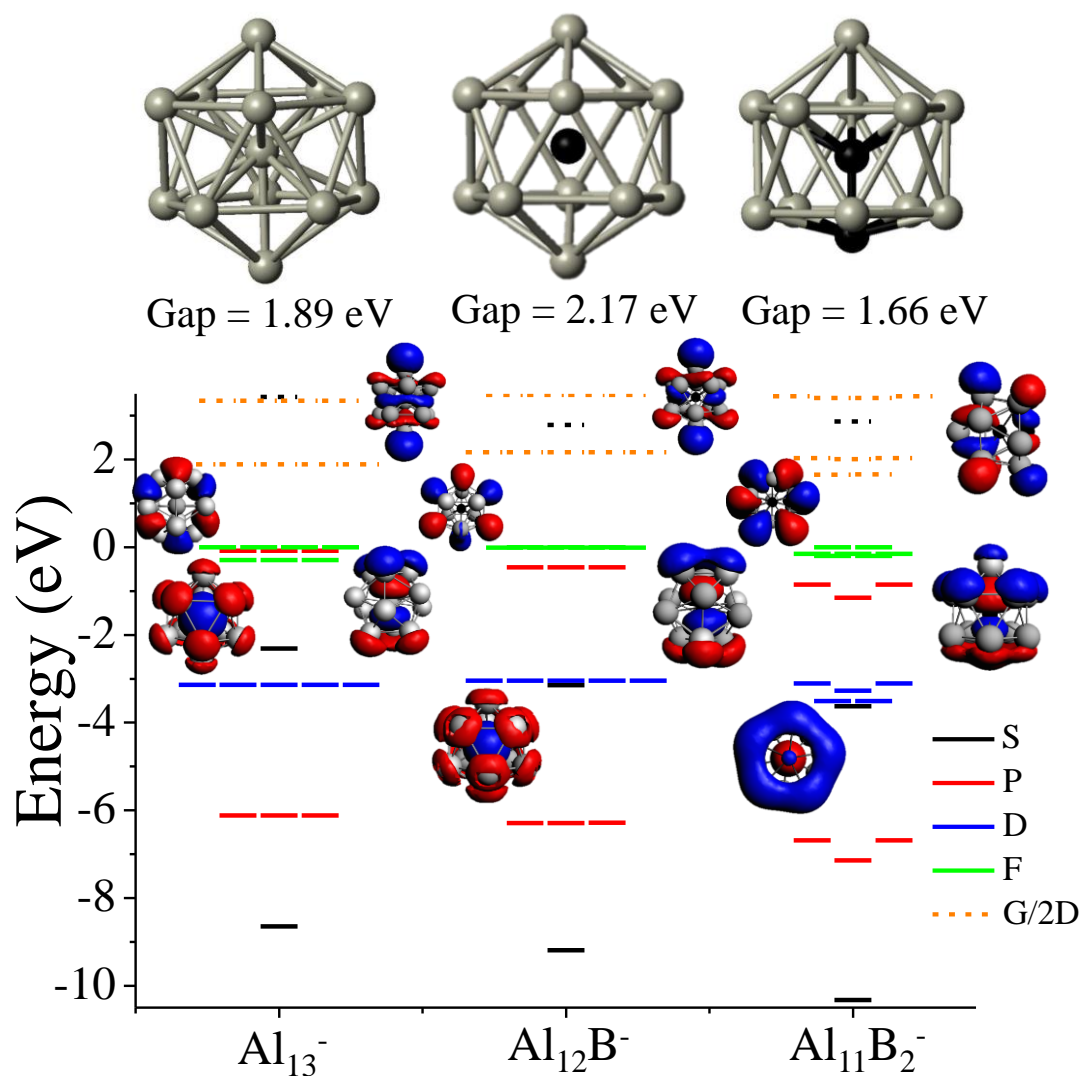 Gap = 1.89 eV
Gap = 2.17 eV
Gap = 1.66 eV
Energy (eV)
2
0
-2
-4
-6
-8
-10
S
P
D
F
G/2D
Al₁₃⁻
Al₁₂B⁻
Al₁₁B₂⁻